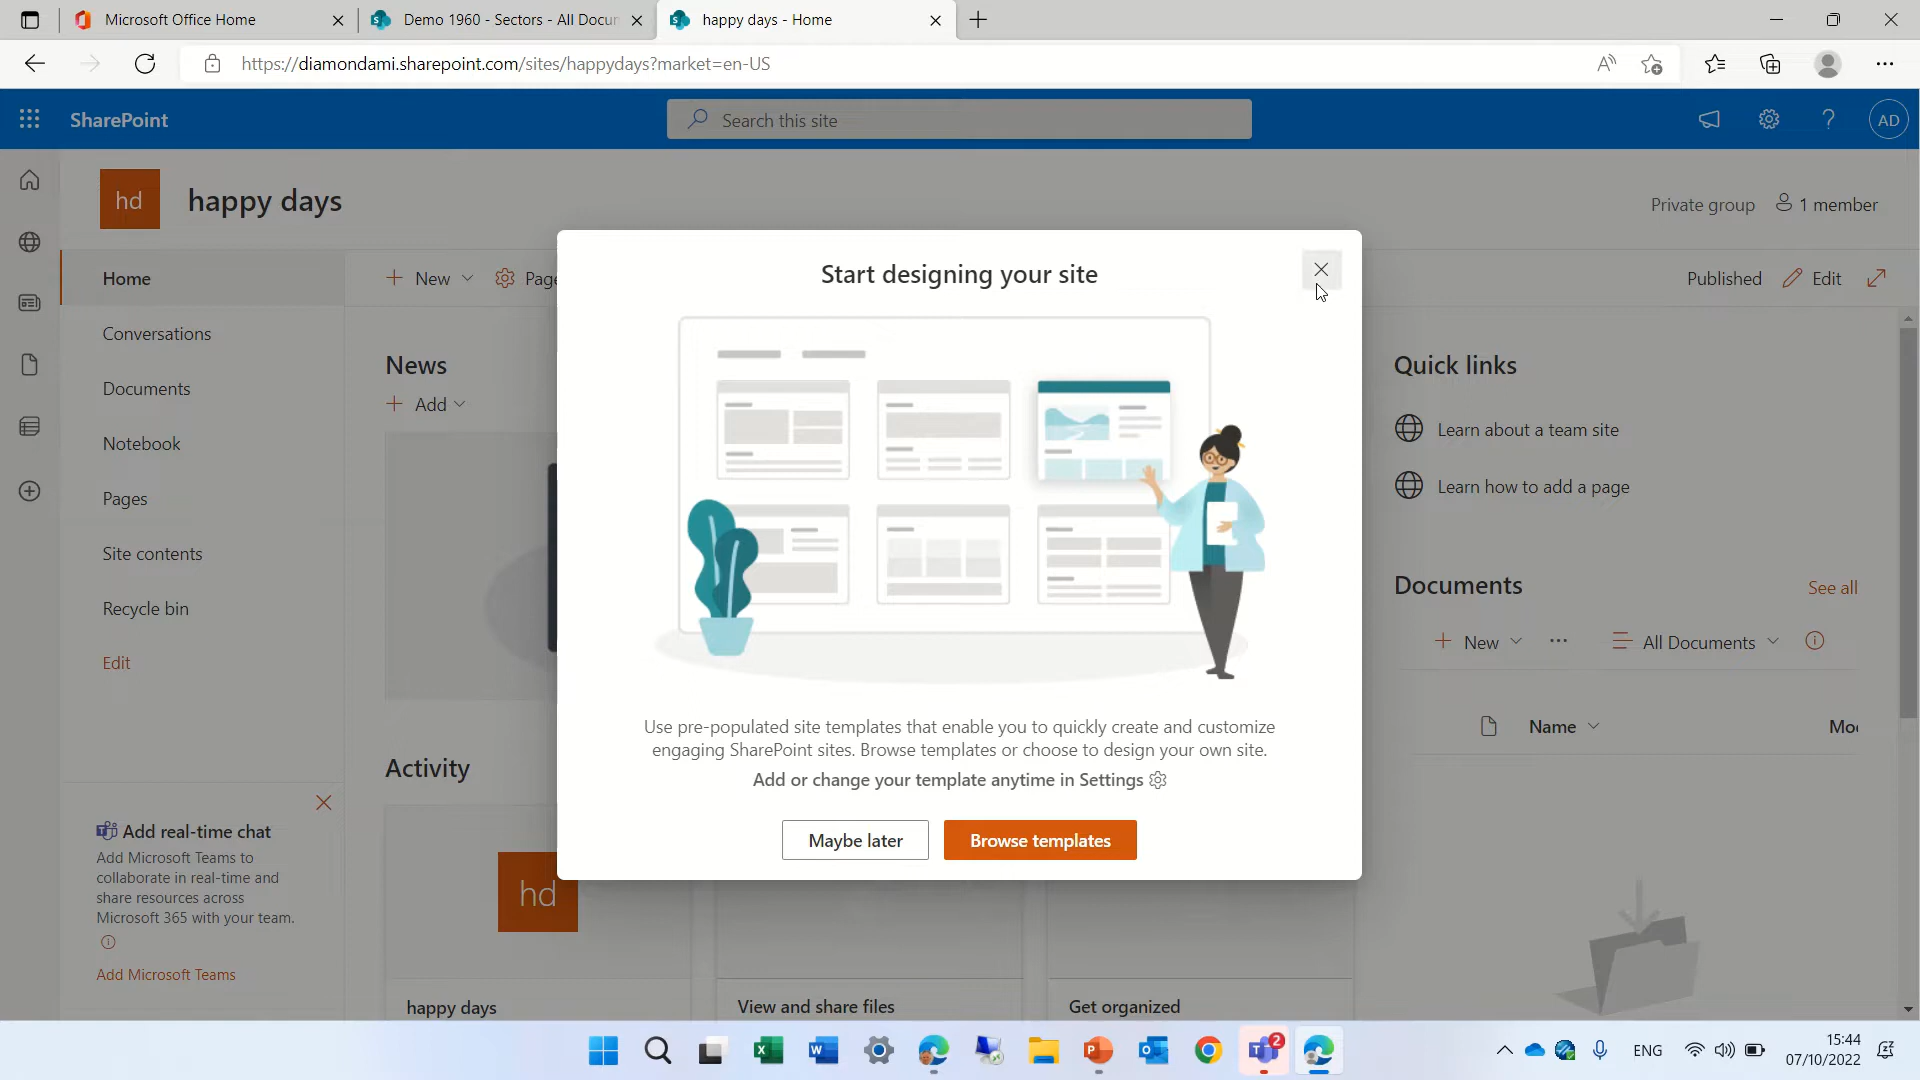 Microsoft Office Home
Demo 1960 - Sectors - All Docu
happy days - Home
https://diamondami.sharepoint.com/sites/happydays?market=en-US
SharePoint
Search this site
AD
hd
happy days
Private group
1 member
Home
Conversations
Documents
Notebook
Pages
Site contents
Recycle bin
Edit
New
Page
Published
Edit
News
Add
Start designing your site
Use pre-populated site templates that enable you to quickly create and customize
engaging SharePoint sites. Browse templates or choose to design your own site.
Add or change your template anytime in Settings
Maybe later
Browse templates
Quick links
Learn about a team site
Learn how to add a page
Documents
See all
New
All Documents
Name
Mo
Activity
hd
happy days
View and share files
Get organized
Add real-time chat
Add Microsoft Teams to
collaborate in real-time and
share resources across
Microsoft 365 with your team.
Add Microsoft Teams
2
ENG
15:44
07/10/2022